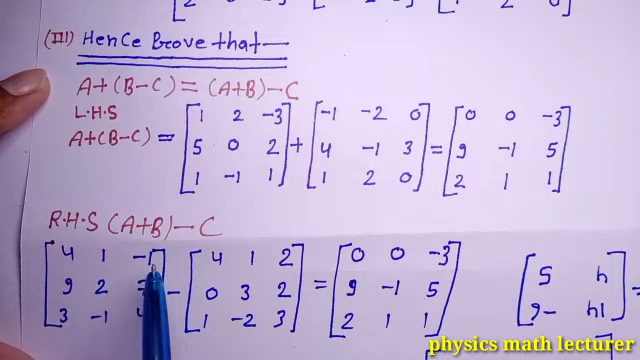 (III) Hence Prove that—
A+(B−C) = (A+B)−C
L.H.S
A+(B−C) = [1 2 −3] + [−1 −2 0] = [0 0 −3]
[5 0 2] [4 −1 3] [9 −1 5]
[1 −1 1] [1 2 0] [2 1 1]
R.H.S (A+B)−C
[4 1 −1] − [4 1 2] = [0 0 −3]
[9 2 =] [0 3 2] [9 −1 5]
[3 −1] [1 −2 3] [2 1 1]
physics math lecturer